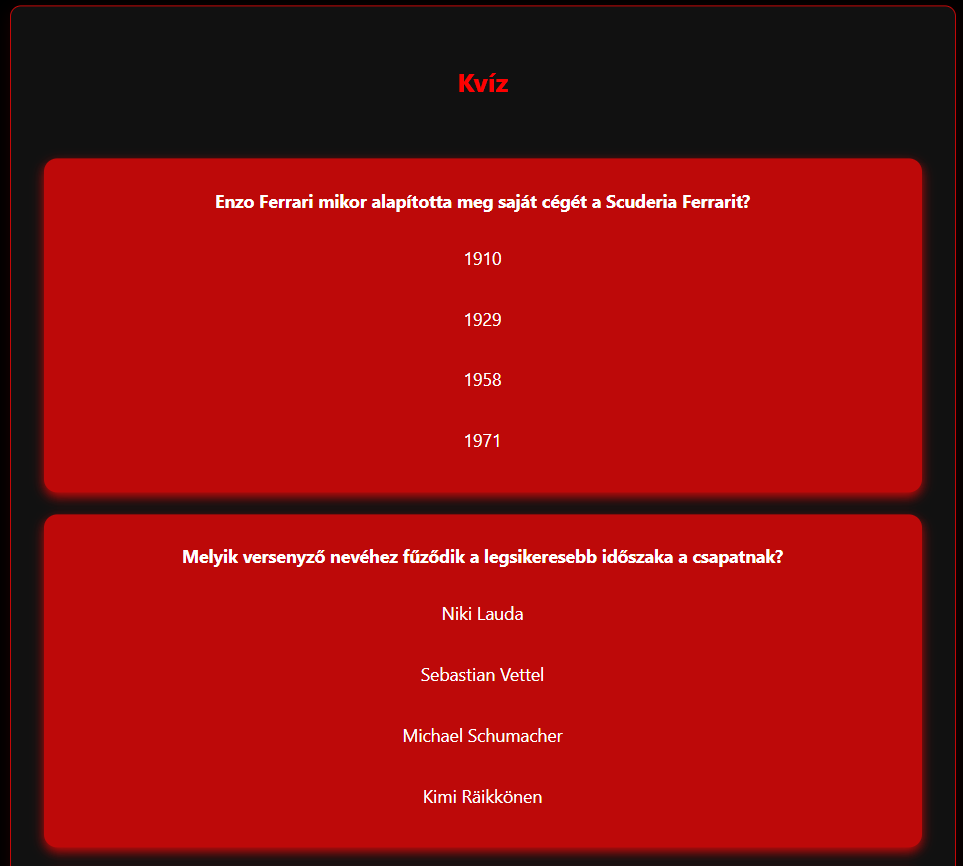 Kvíz
Enzo Ferrari mikor alapította meg saját cégét a Scuderia Ferrarit?
1910
1929
1958
1971
Melyik versenyző nevéhez fűződik a legsikeresebb időszaka a csapatnak?
Niki Lauda
Sebastian Vettel
Michael Schumacher
Kimi Räikkönen